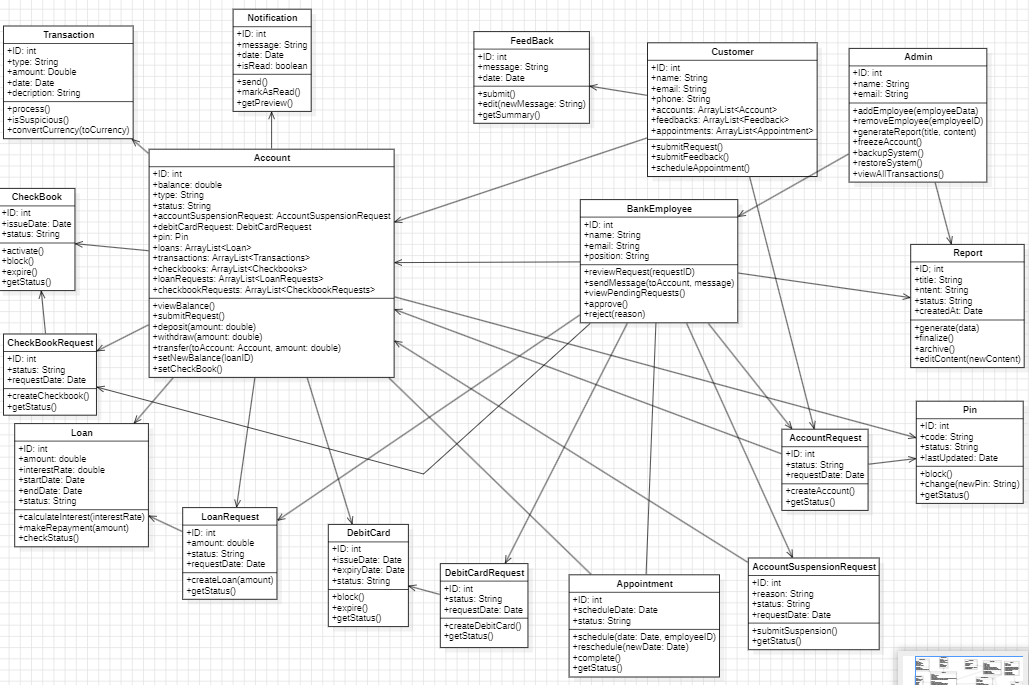 Transaction
+ID: int
+type: String
+amount: Double
+date: Date
+decription: String
+process()
+isSuspicious()
+convertCurrency(toCurrency)
Notification
+ID: int
+message: String
+date: Date
+isRead: boolean
+send()
+markAsRead()
+getPreview()
FeedBack
+ID: int
+message: String
+date: Date
+submit()
+edit(newMessage: String)
+getSummary()
Customer
+ID: int
+name: String
+email: String
+phone: String
+accounts: ArrayList<Account>
+feedbacks: ArrayList<Feedback>
+appointments: ArrayList<Appointment>
+submitRequest()
+submitFeedback()
+scheduleAppointment()
Admin
+ID: int
+name: String
+email: String
+addEmployee(employeeData)
+removeEmployee(employeeID)
+generateReport(title, content)
+freezeAccount()
+backupSystem()
+restoreSystem()
+viewAllTransactions()
Account
+ID: int
+balance: double
+type: String
+status: String
+accountSuspensionRequest: AccountSuspensionRequest
+debitCardRequest: DebitCardRequest
+pin: Pin
+loans: ArrayList<Loan>
+transactions: ArrayList<Transactions>
+checkbooks: ArrayList<Checkbooks>
+loanRequests: ArrayList<LoanRequests>
+checkbookRequests: ArrayList<CheckbookRequests>
+viewBalance()
+submitRequest()
+deposit(amount: double)
+withdraw(amount: double)
+transfer(toAccount: Account, amount: double)
+setNewBalance(loanID)
+setCheckBook()
CheckBook
+ID: int
+issueDate: Date
+status: String
+activate()
+block()
+expire()
+getStatus()
BankEmployee
+ID: int
+name: String
+email: String
+position: String
+reviewRequest(requestID)
+sendMessage(toAccount, message)
+viewPendingRequests()
+approve()
+reject(reason)
Report
+ID: int
+title: String
+ntent: String
+status: String
+createdAt: Date
+generate(data)
+finalize()
+archive()
+editContent(newContent)
CheckBookRequest
+ID: int
+status: String
+requestDate: Date
+createCheckbook()
+getStatus()
Loan
+ID: int
+amount: double
+interestRate: double
+startDate: Date
+endDate: Date
+status: String
+calculateInterest(interestRate)
+makeRepayment(amount)
+checkStatus()
Pin
+ID: int
+code: String
+status: String
+lastUpdated: Date
+block()
+change(newPin: String)
+getStatus()
AccountRequest
+ID: int
+status: String
+requestDate: Date
+createAccount()
+getStatus()
LoanRequest
+ID: int
+amount: double
+status: String
+requestDate: Date
+createLoan(amount)
+getStatus()
DebitCard
+ID: int
+issueDate: Date
+expiryDate: Date
+status: String
+block()
+expire()
+getStatus()
DebitCardRequest
+ID: int
+status: String
+requestDate: Date
+createDebitCard()
+getStatus()
Appointment
+ID: int
+scheduleDate: Date
+status: String
+schedule(date: Date, employeeID)
+reschedule(newDate: Date)
+complete()
+getStatus()
AccountSuspensionRequest
+ID: int
+reason: String
+status: String
+requestDate: Date
+submitSuspension()
+getStatus()